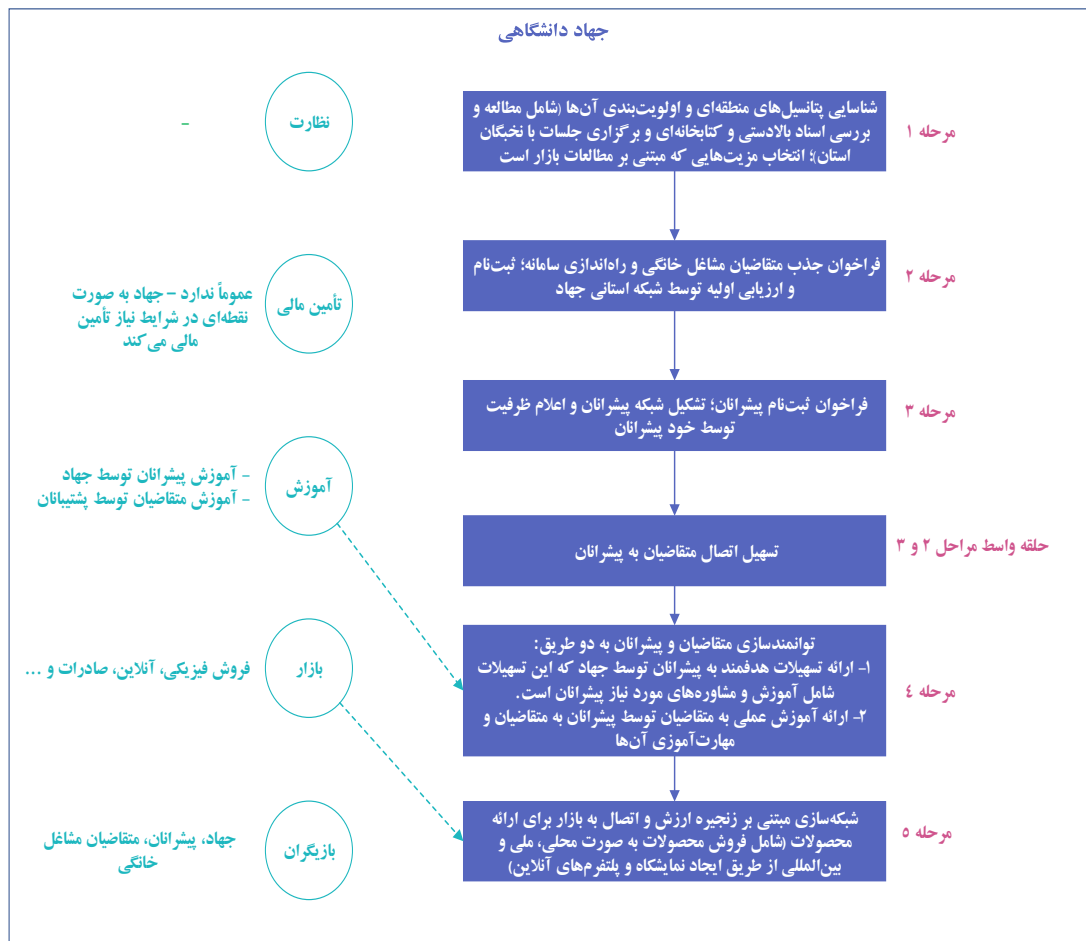 جهاد دانشگاهی
مرحله ۱
شناسایی پتانسیل‌های منطقه‌ای و اولویت‌بندی آن‌ها (شامل مطالعه و
بررسی اسناد بالادستی و کتابخانه‌ای و برگزاری جلسات با نخبگان
استان)؛ انتخاب مزیت‌هایی که مبتنی بر مطالعات بازار است
نظارت
-
مرحله ۲
فراخوان جذب متقاضیان مشاغل خانگی و راه‌اندازی سامانه؛ ثبت‌نام
و ارزیابی اولیه توسط شبکه استانی جهاد
تأمین مالی
عموماً ندارد – جهاد به صورت
نقطه‌ای در شرایط نیاز تأمین
مالی می‌کند
مرحله ۳
فراخوان ثبت‌نام پیشرانان؛ تشکیل شبکه پیشرانان و اعلام ظرفیت
توسط خود پیشرانان
آموزش
- آموزش پیشرانان توسط جهاد
- آموزش متقاضیان توسط پشتیبانان
حلقه واسط مراحل ۲ و ۳
تسهیل اتصال متقاضیان به پیشرانان
مرحله ٤
توانمندسازی متقاضیان و پیشرانان به دو طریق:
۱- ارائه تسهیلات هدفمند به پیشرانان توسط جهاد که این تسهیلات
شامل آموزش و مشاوره‌های مورد نیاز پیشرانان است.
۲- ارائه آموزش عملی به متقاضیان توسط پیشرانان به متقاضیان و
مهارت‌آموزی آن‌ها
بازار
فروش فیزیکی، آنلاین، صادرات و ...
مرحله ۵
شبکه‌سازی مبتنی بر زنجیره ارزش و اتصال به بازار برای ارائه
محصولات (شامل فروش محصولات به صورت محلی، ملی و
بین‌المللی از طریق ایجاد نمایشگاه و پلتفرم‌های آنلاین)
بازیگران
جهاد، پیشرانان، متقاضیان مشاغل
خانگی